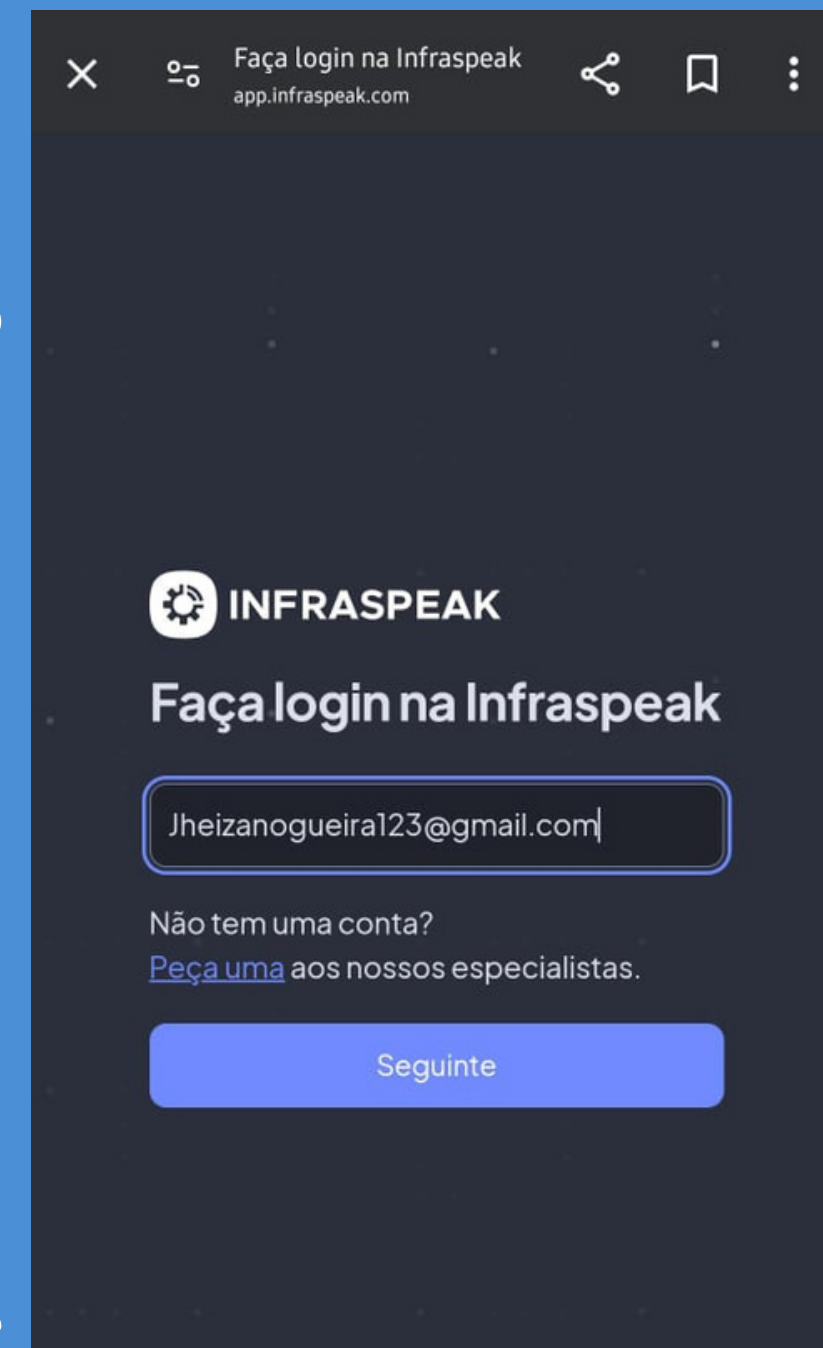 Faça login na Infraspeak
app.infraspeak.com
INFRASPEAK
Faça login na Infraspeak
Jheizanogueira123@gmail.com
Não tem uma conta?
Peça uma aos nossos especialistas.
Seguinte